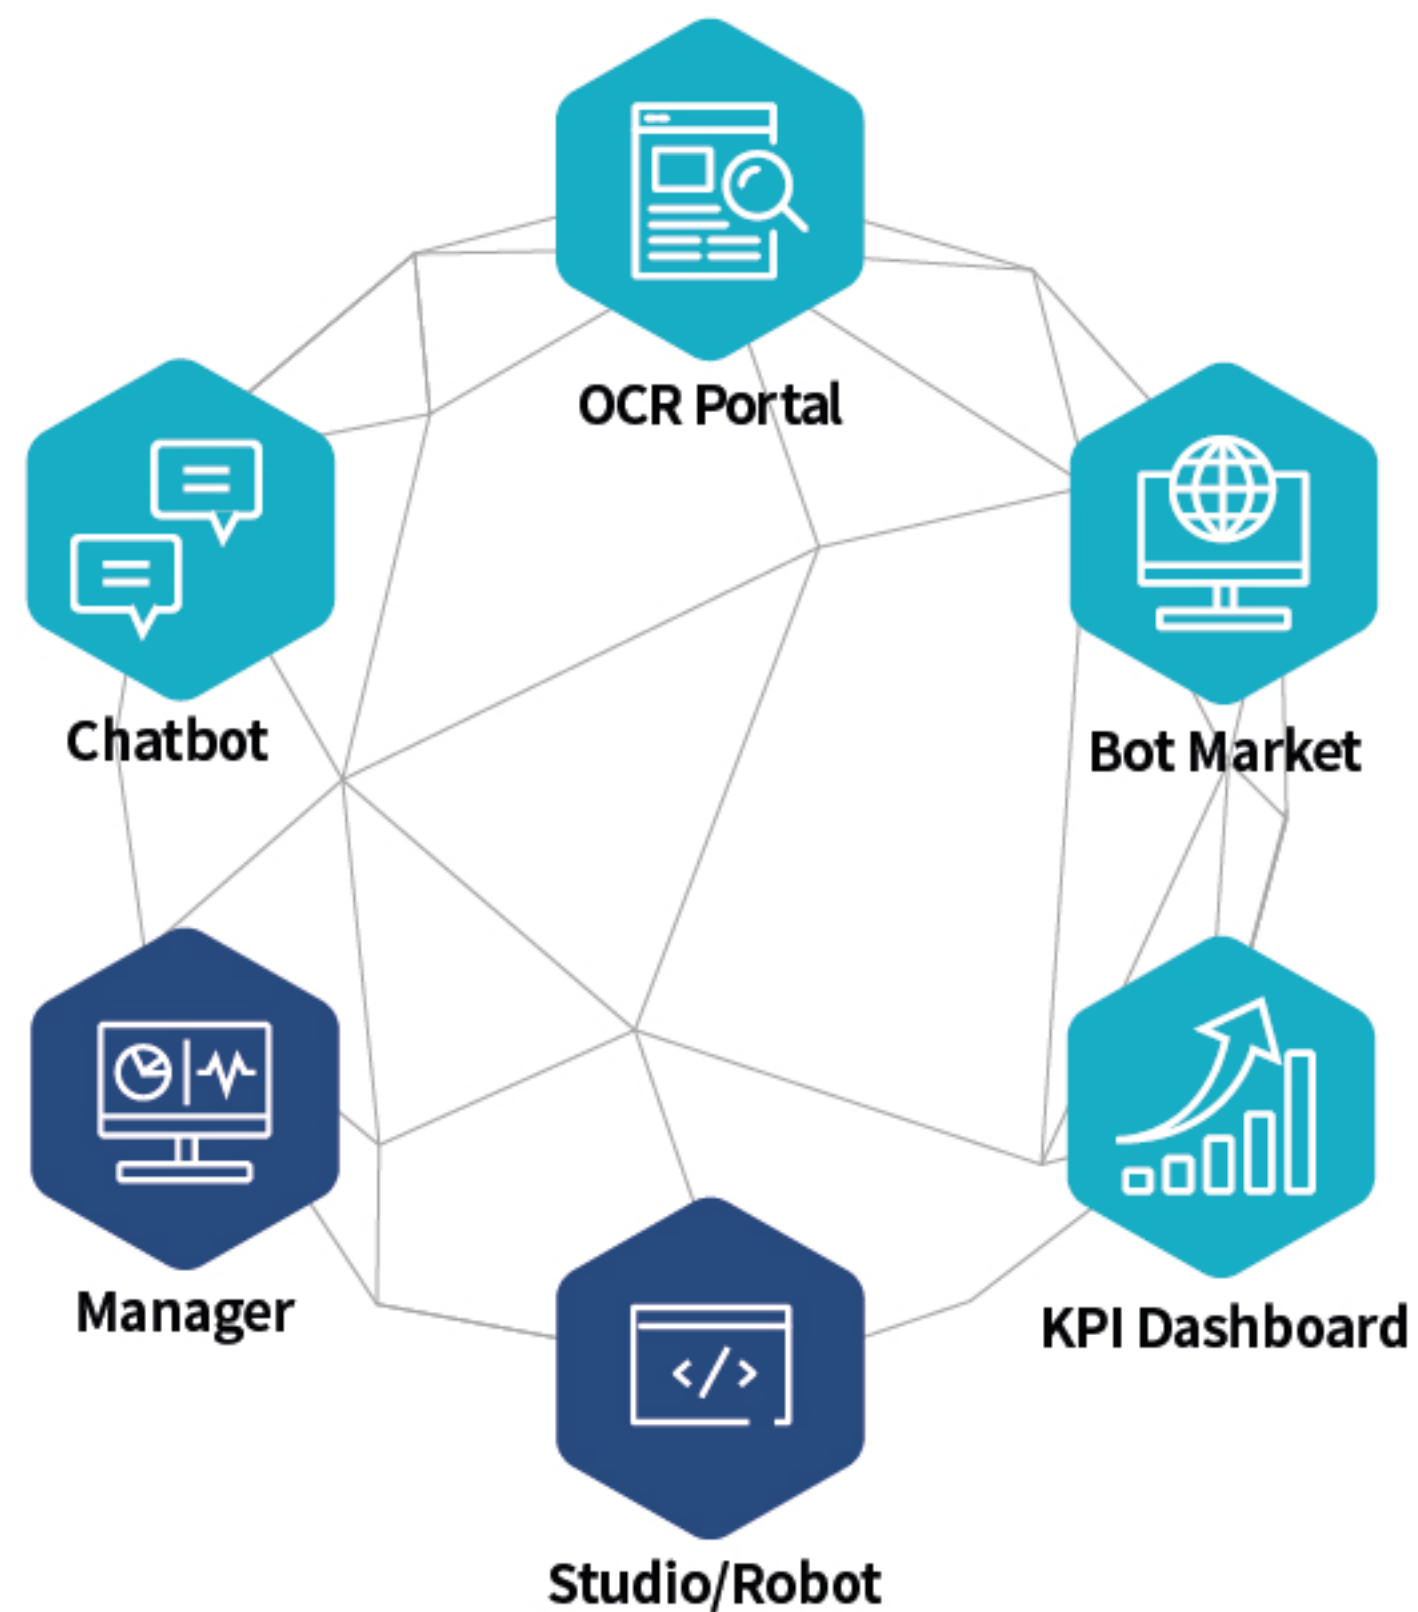 OCR Portal
Chatbot
Bot Market
Manager
KPI Dashboard
Studio/Robot